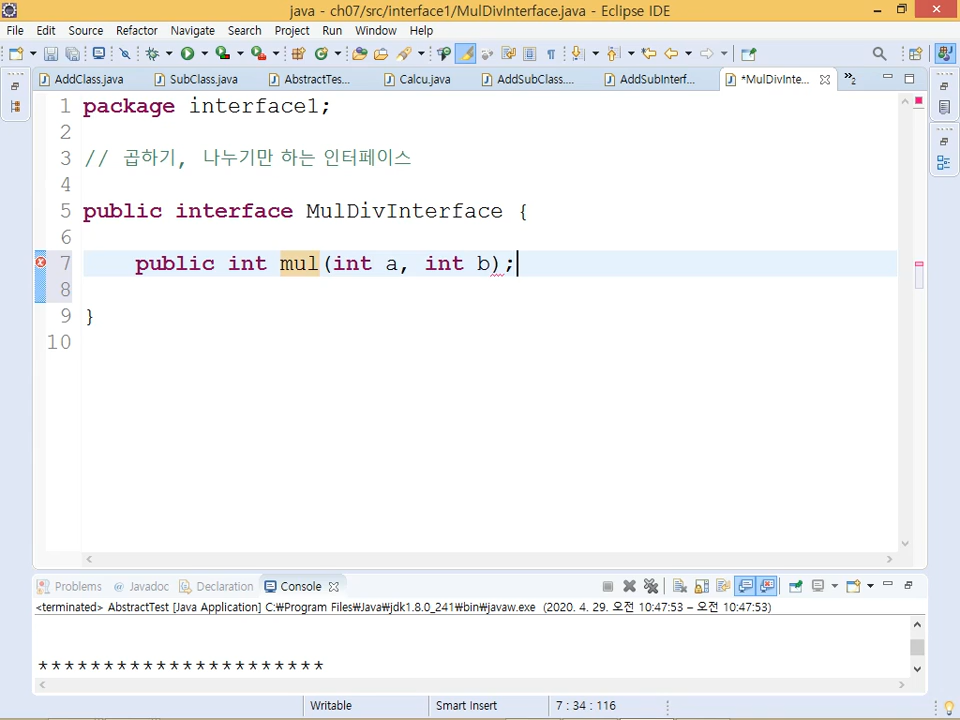 java - ch07/src/interface1/MulDivInterface.java - Eclipse IDE
File Edit Source Refactor Navigate Search Project Run Window Help
AddClass.java SubClass.java AbstractTes... Calcu.java AddSubClass.... AddSubInterf... *MulDivInte... »2
1 package interface1;
2
3 // 곱하기, 나누기만 하는 인터페이스
4
5 public interface MulDivInterface {
6
7 public int mul(int a, int b);
8
9 }
10
Problems @ Javadoc Declaration Console
<terminated> AbstractTest [Java Application] C:₩Program Files₩Java₩jdk1.8.0_241₩bin₩javaw.exe (2020. 4. 29. 오전 10:47:53 – 오전 10:47:53)
**********************
Writable Smart Insert 7 : 34 : 116